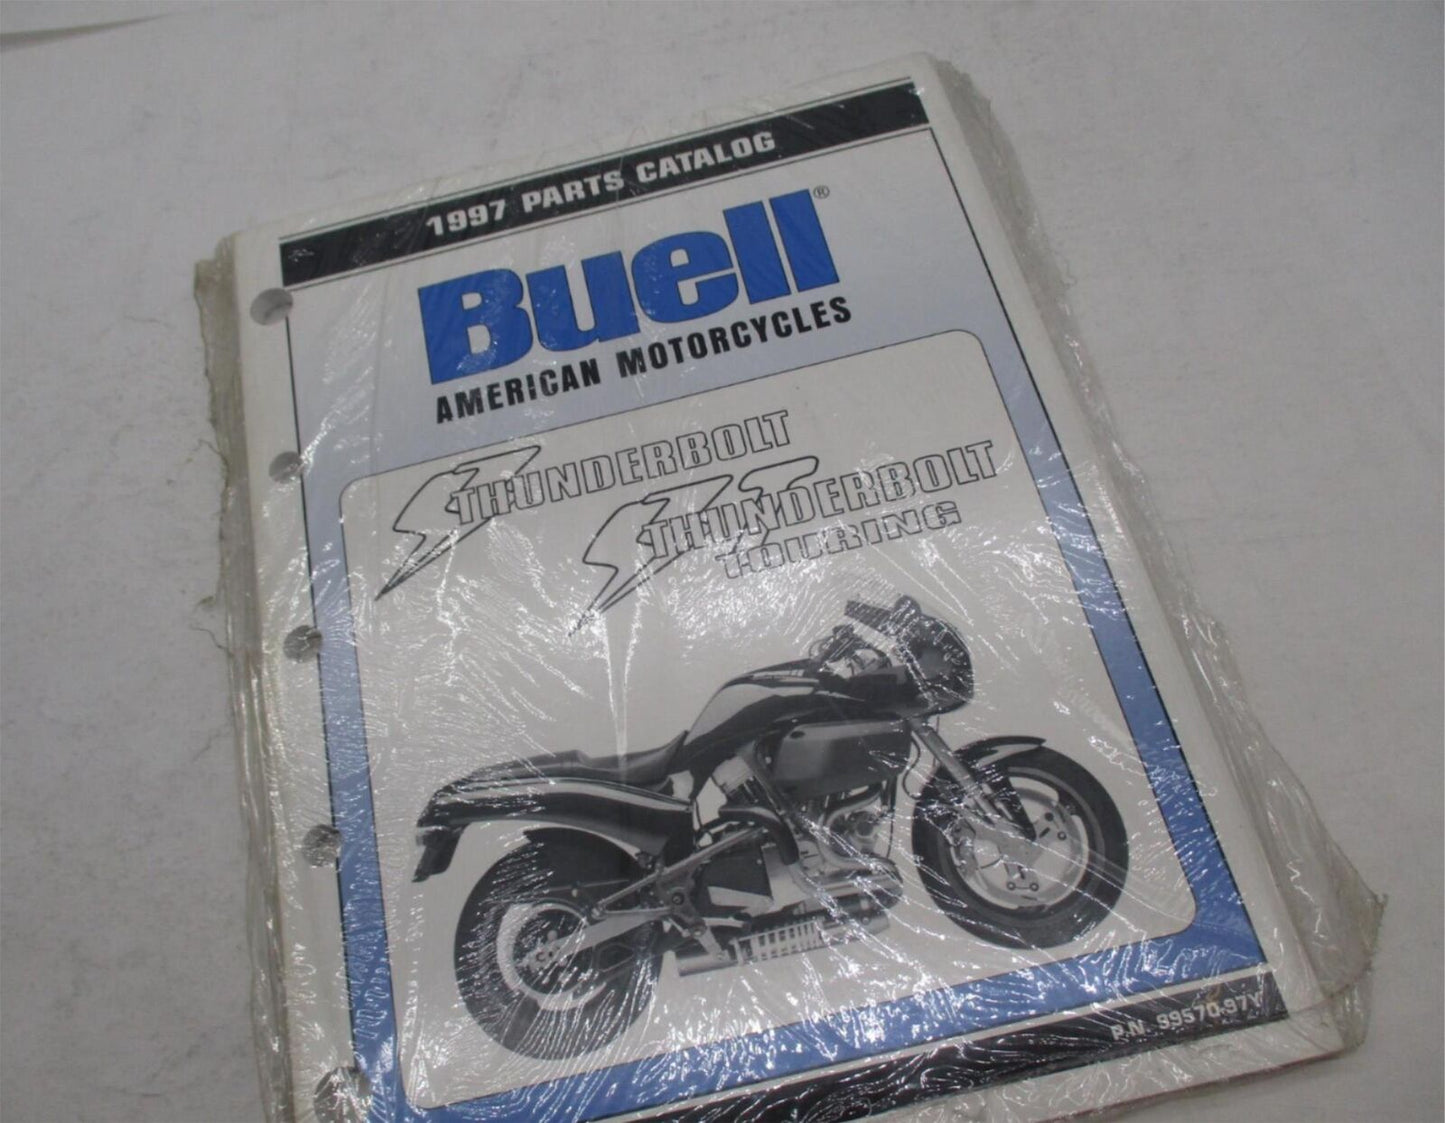 1997 PARTS CATALOG
Buell®
AMERICAN MOTORCYCLES
S THUNDERBOLT
S T THUNDERBOLT
TOURING
P.N. 99570-97Y